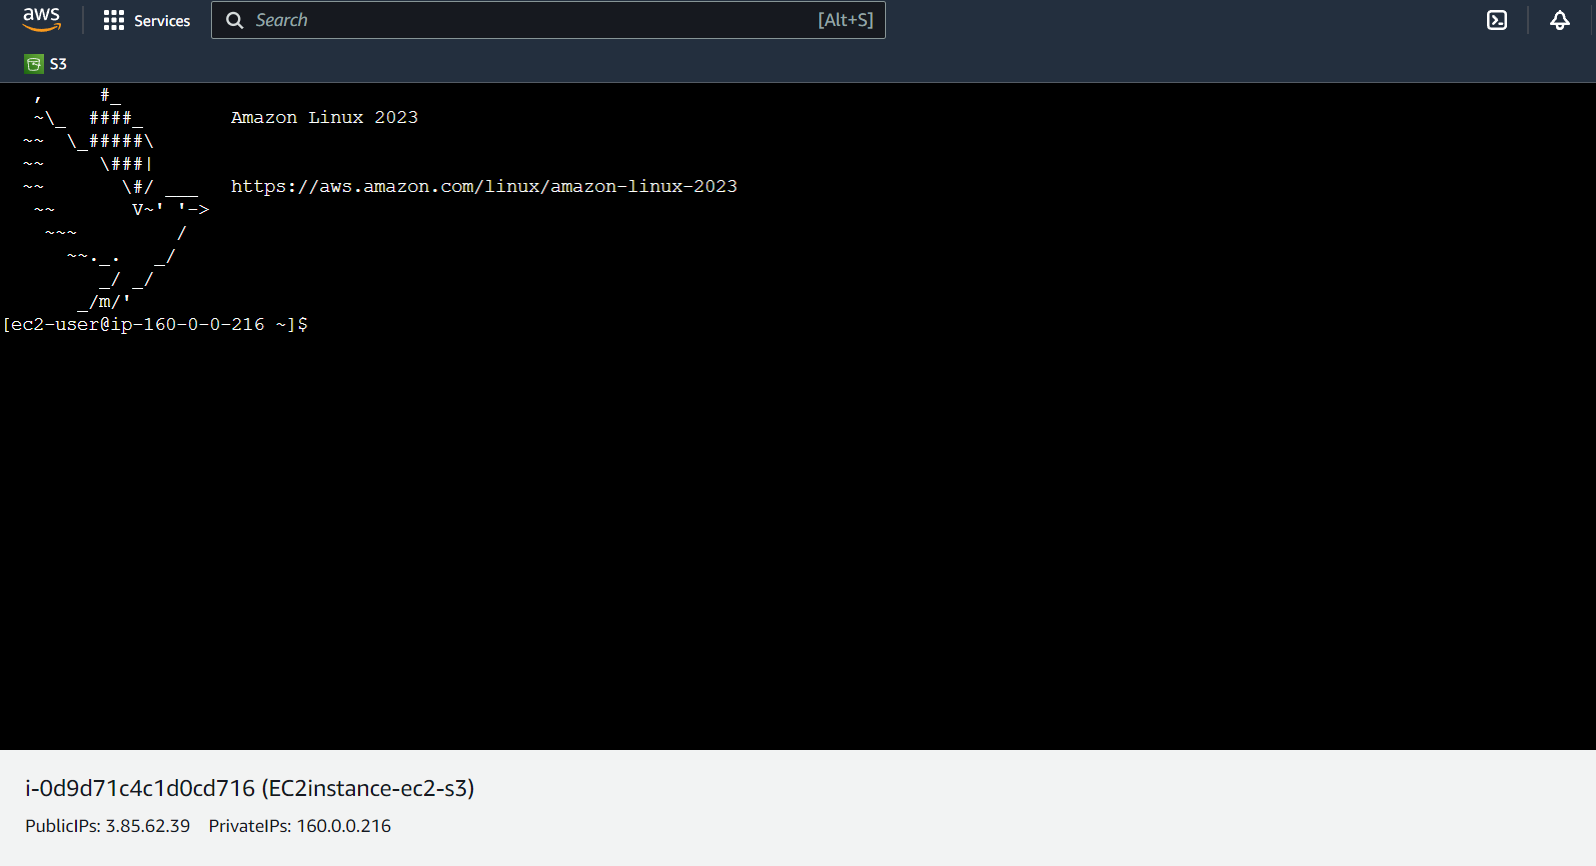 aws Services Search [Alt+S]
S3
   ,     #_
   ~\_  ####_        Amazon Linux 2023
  ~~  \_#####\
  ~~     \###|
  ~~       \#/ ___   https://aws.amazon.com/linux/amazon-linux-2023
   ~~       V~' '->
    ~~~         /
      ~~._.   _/
         _/ _/
       _/m/'
[ec2-user@ip-160-0-0-216 ~]$
i-0d9d71c4c1d0cd716 (EC2instance-ec2-s3)
PublicIPs: 3.85.62.39 PrivateIPs: 160.0.0.216